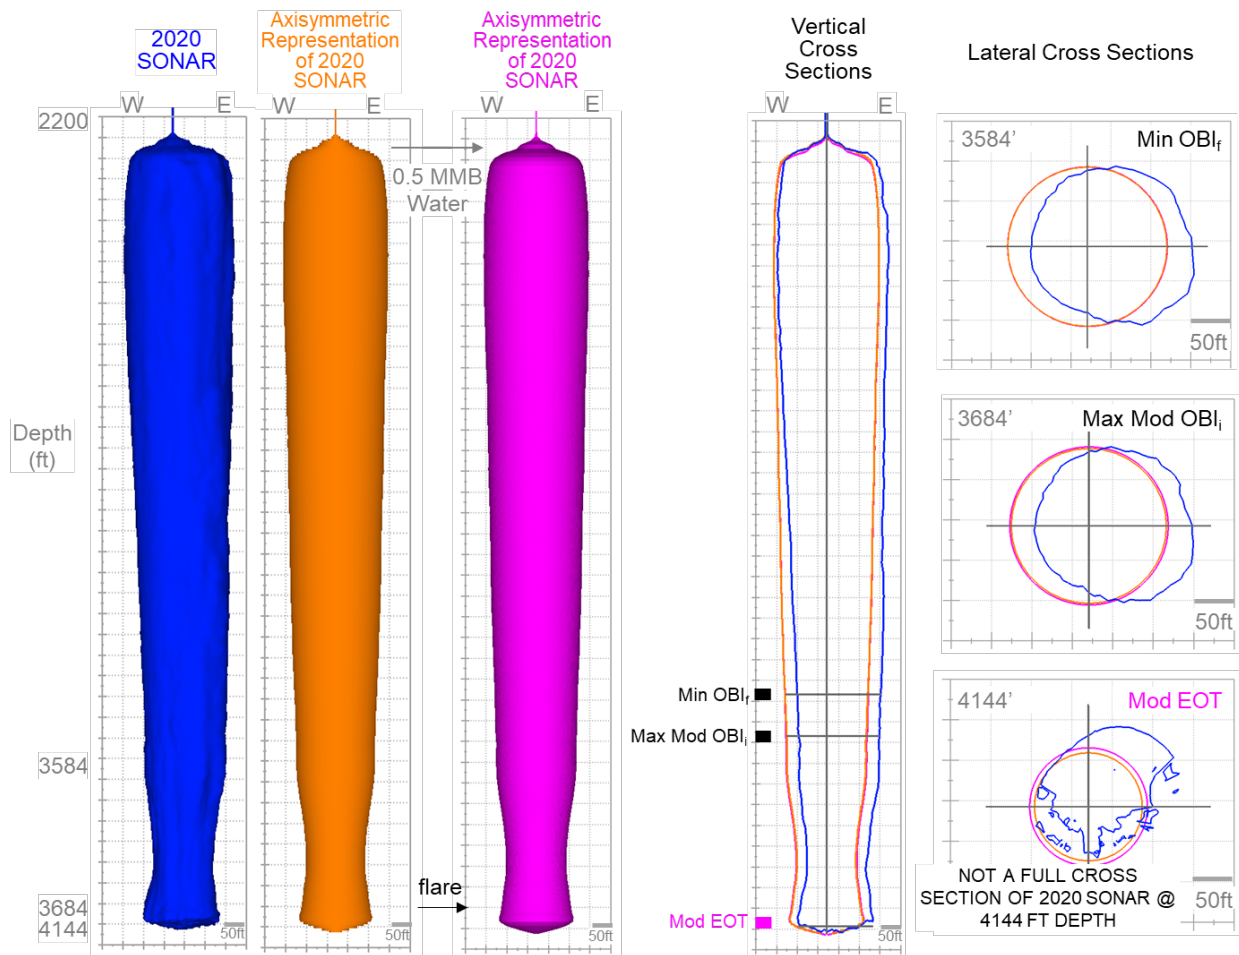 2020
SONAR
Axisymmetric
Representation
of 2020
SONAR
Axisymmetric
Representation
of 2020
SONAR
Vertical
Cross
Sections
Lateral Cross Sections
W E
W E
W E
W E
2200
0.5 MMB
Water
Depth
(ft)
3584
3684
4144
flare
50ft
50ft
50ft
50ft
Min OBIf
Max Mod OBIi
Mod EOT
3584' Min OBIf
50ft
3684' Max Mod OBIi
50ft
4144' Mod EOT
50ft
NOT A FULL CROSS
SECTION OF 2020 SONAR @
4144 FT DEPTH